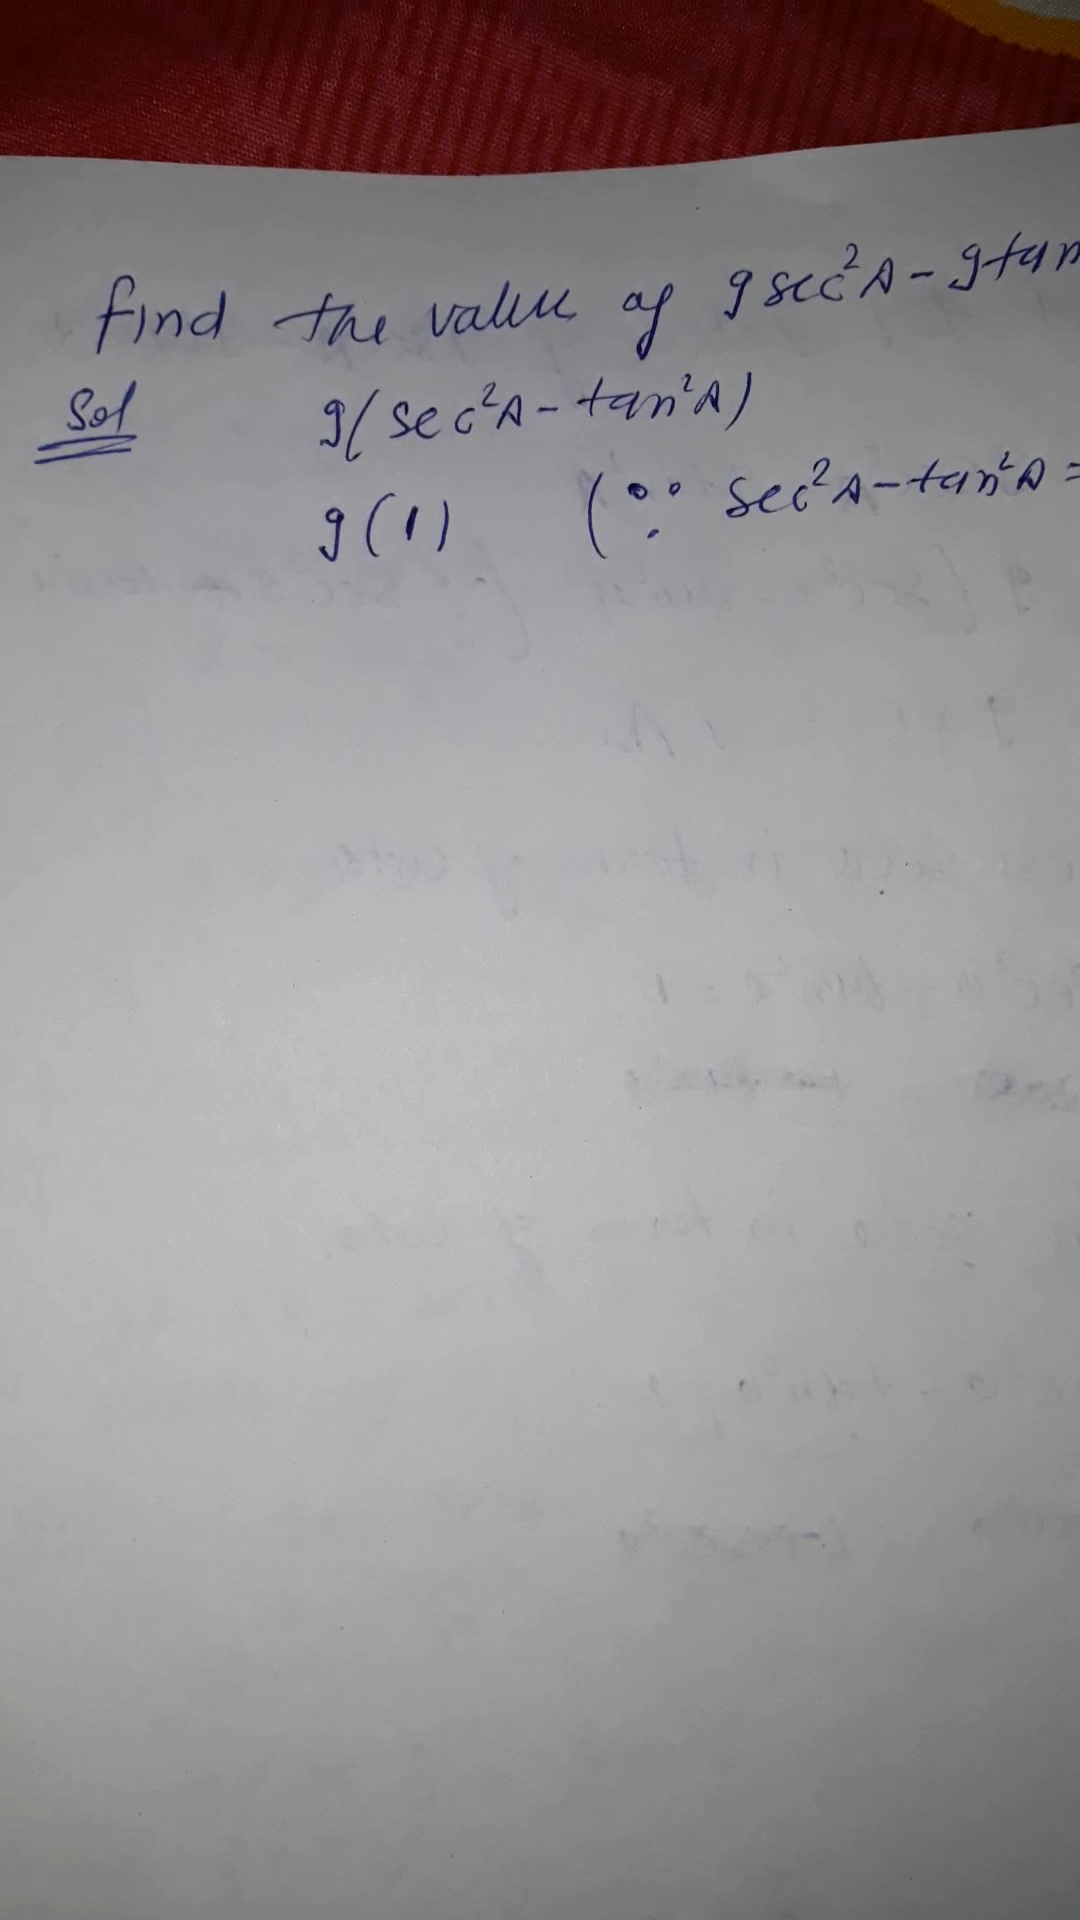 find the value of 9 sec²A - 9tan
Sol 9(sec²A - tan²A)
9(1) (∵ sec²A - tan²A =